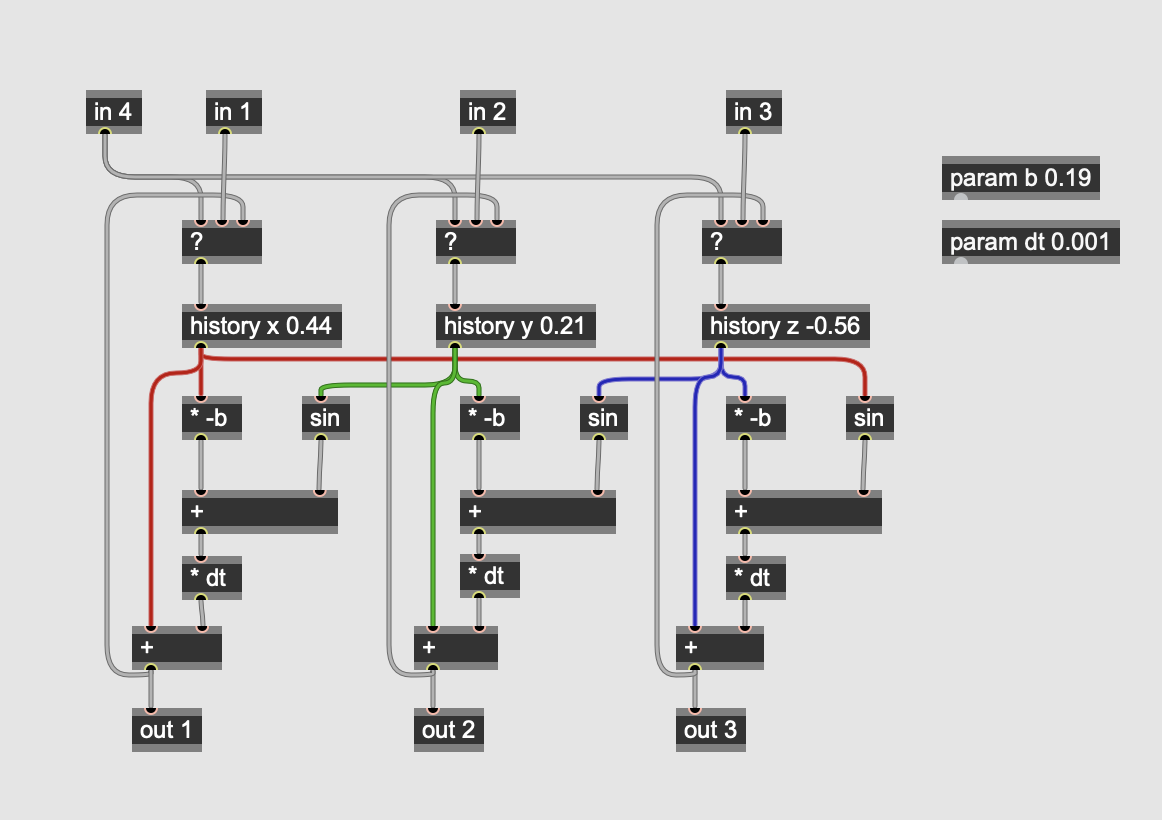 in 4
in 1
in 2
in 3
param b 0.19
param dt 0.001
?
?
?
history x 0.44
history y 0.21
history z -0.56
* -b
sin
* -b
sin
* -b
sin
+
+
+
* dt
* dt
* dt
+
+
+
out 1
out 2
out 3